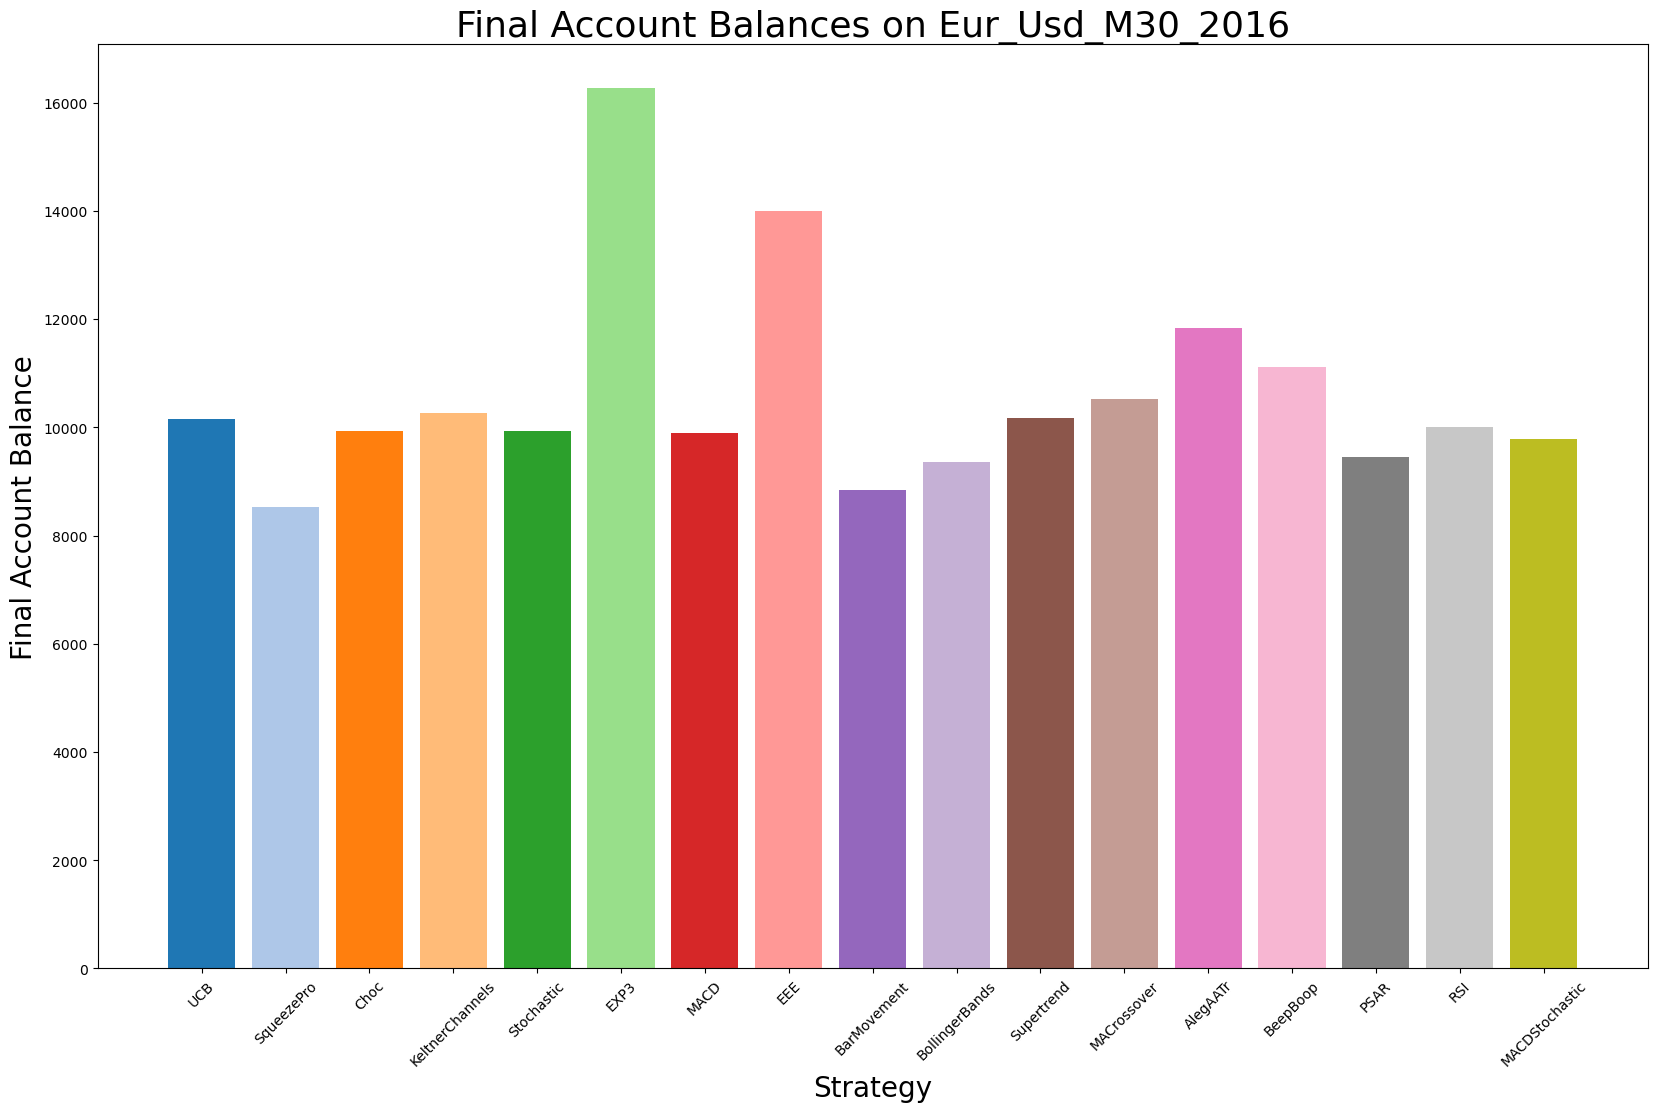 Final Account Balances on Eur_Usd_M30_2016
Final Account Balance
16000
14000
12000
10000
8000
6000
4000
2000
0
UCB
SqueezePro
Choc
KeltnerChannels
Stochastic
EXP3
MACD
EEE
BarMovement
BollingerBands
Supertrend
MACrossover
AlegAATr
BeepBoop
PSAR
RSI
MACDStochastic
Strategy